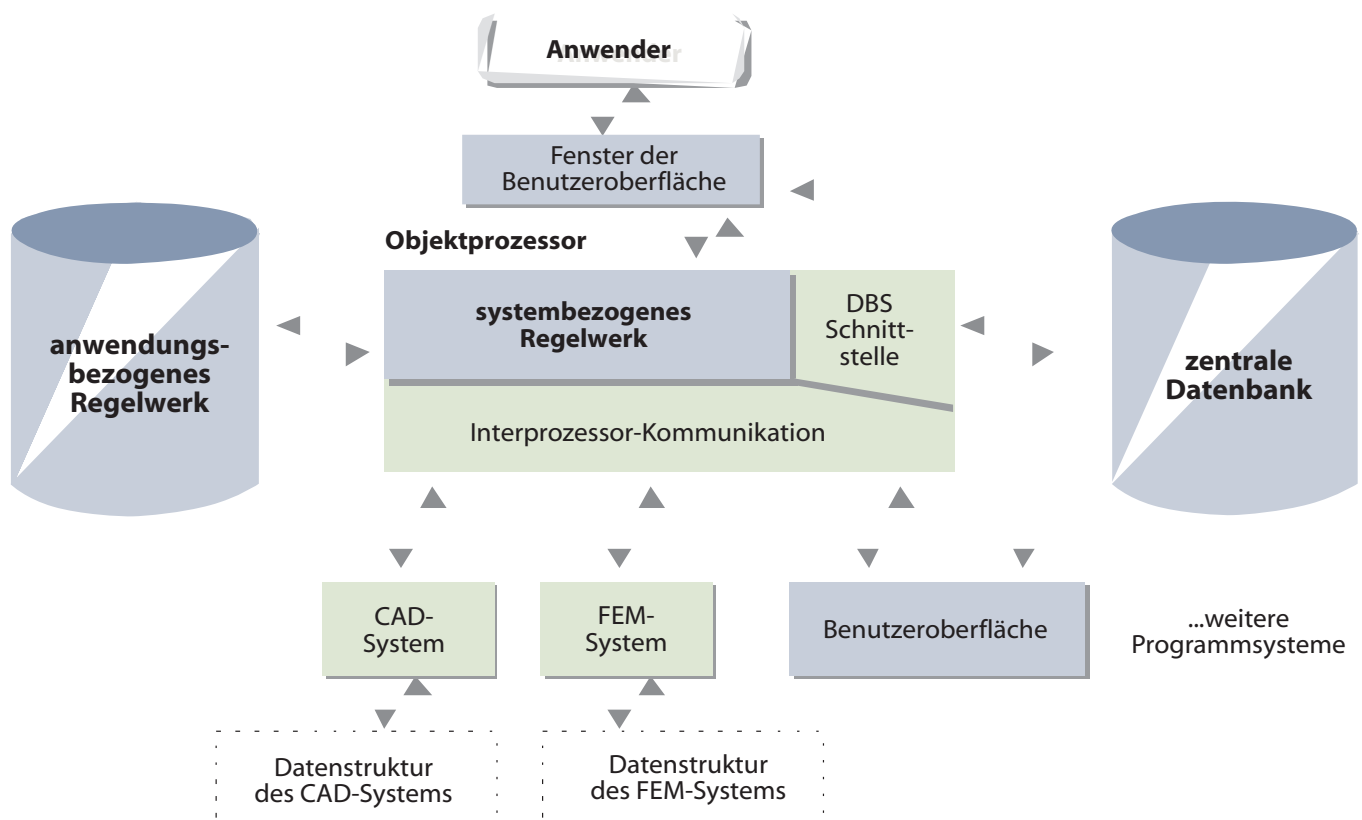 Anwender
Fenster der
Benutzeroberfläche
Objektprozessor
systembezogenes
Regelwerk
DBS
Schnitt-
stelle
anwendungs-
bezogenes
Regelwerk
zentrale
Datenbank
Interprozessor-Kommunikation
CAD-
System
FEM-
System
Benutzeroberfläche
...weitere
Programmsysteme
Datenstruktur
des CAD-Systems
Datenstruktur
des FEM-Systems